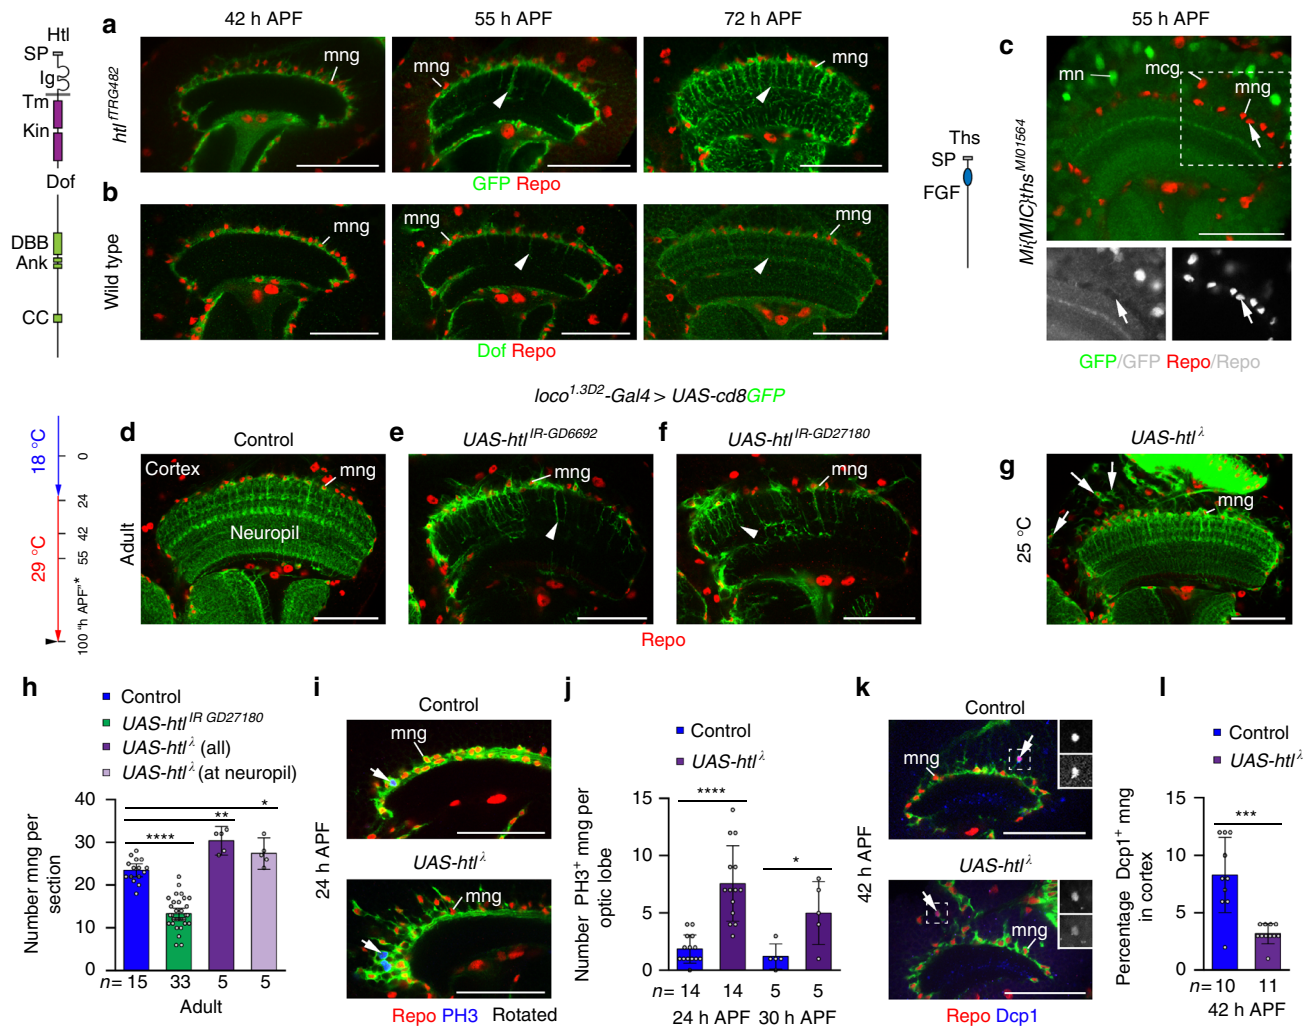 Htl
SP
Ig
Tm
Kin
Dof
DBB
Ank
CC
a
42 h APF
55 h APF
72 h APF
htl fTRG482
mng
mng
mng
GFP Repo
b
Wild type
mng
mng
mng
Dof Repo
Ths
SP
FGF
c
55 h APF
Mi{MIC}ths MI01564
mn
mcg
mng
GFP/GFP Repo/Repo
loco1.3D2-Gal4 > UAS-cd8GFP
18 °C
29 °C
0
24
42
55
100 "h APF"*
d
Control
Adult
Cortex
mng
Neuropil
e
UAS-htl IR-GD6692
mng
f
UAS-htl IR-GD27180
mng
Repo
g
UAS-htl λ
25 °C
mng
h
Control
UAS-htl IR GD27180
UAS-htl λ (all)
UAS-htl λ (at neuropil)
Number mng per section
40
30
20
10
0
****
**
*
n= 15 33 5 5
Adult
i
Control
24 h APF
mng
UAS-htl λ
mng
Repo PH3 Rotated
j
Control
UAS-htl λ
Number PH3+ mng per optic lobe
15
10
5
0
****
*
n= 14 14 5 5
24 h APF 30 h APF
k
Control
42 h APF
mng
UAS-htl λ
mng
Repo Dcp1
l
Control
UAS-htl λ
Percentage Dcp1+ mng in cortex
15
10
5
0
***
n= 10 11
42 h APF